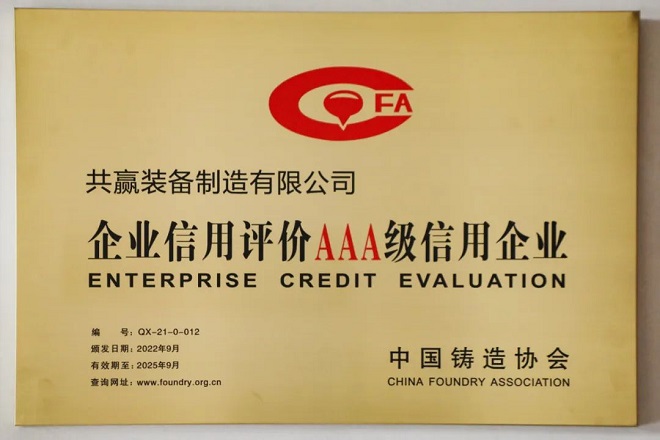 CFA
共赢装备制造有限公司
企业信用评价AAA级信用企业
ENTERPRISE CREDIT EVALUATION
编 号：QX-21-0-012
颁发日期：2022年9月
有效期至：2025年9月
查询网址：www.foundry.org.cn
中国铸造协会
CHINA FOUNDRY ASSOCIATION